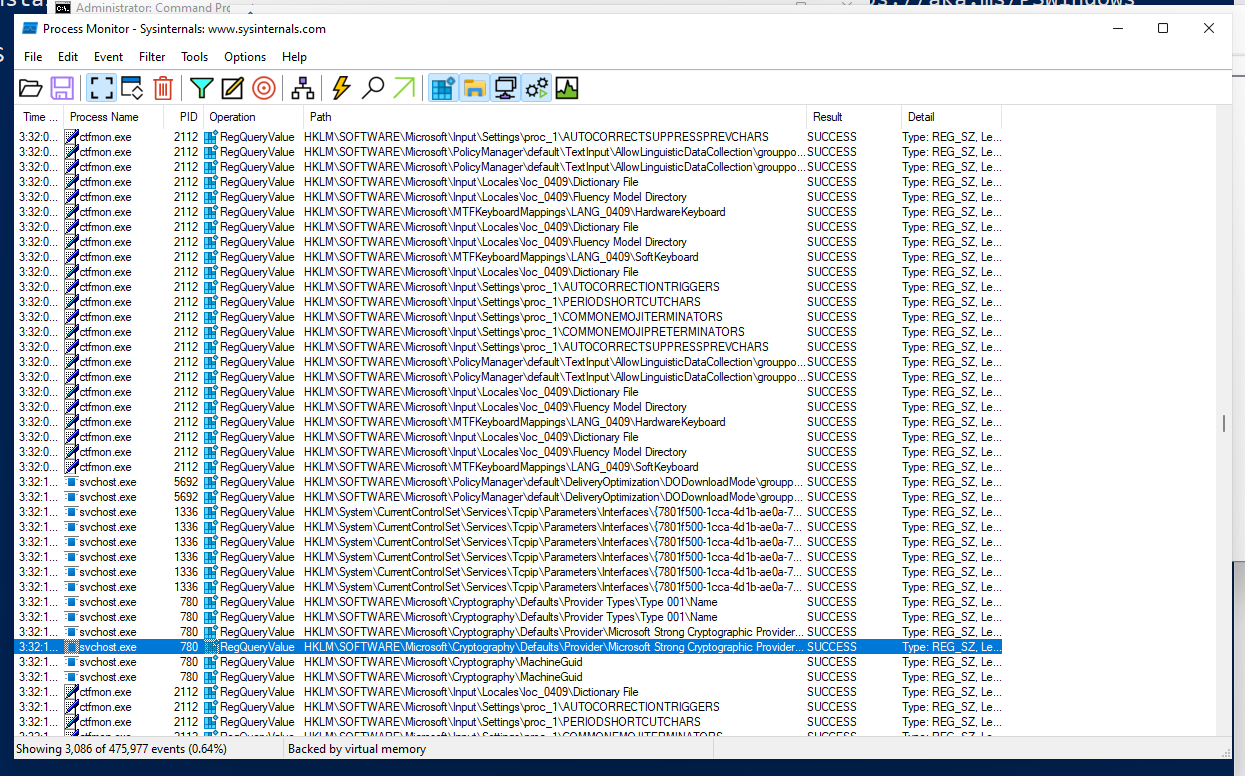 Administrator: Command Pr
Process Monitor - Sysinternals: www.sysinternals.com
File Edit Event Filter Tools Options Help
Time ... Process Name PID Operation Path Result Detail
3:32:0... ctfmon.exe 2112 RegQueryValue HKLM\SOFTWARE\Microsoft\Input\Settings\proc_1\AUTOCORRECTSUPPRESSPREVCHARS SUCCESS Type: REG_SZ, Le...
3:32:0... ctfmon.exe 2112 RegQueryValue HKLM\SOFTWARE\Microsoft\PolicyManager\default\TextInput\AllowLinguisticDataCollection\grouppo... SUCCESS Type: REG_SZ, Le...
3:32:0... ctfmon.exe 2112 RegQueryValue HKLM\SOFTWARE\Microsoft\PolicyManager\default\TextInput\AllowLinguisticDataCollection\grouppo... SUCCESS Type: REG_SZ, Le...
3:32:0... ctfmon.exe 2112 RegQueryValue HKLM\SOFTWARE\Microsoft\Input\Locales\loc_0409\Dictionary File SUCCESS Type: REG_SZ, Le...
3:32:0... ctfmon.exe 2112 RegQueryValue HKLM\SOFTWARE\Microsoft\Input\Locales\loc_0409\Fluency Model Directory SUCCESS Type: REG_SZ, Le...
3:32:0... ctfmon.exe 2112 RegQueryValue HKLM\SOFTWARE\Microsoft\MTFKeyboardMappings\LANG_0409\HardwareKeyboard SUCCESS Type: REG_SZ, Le...
3:32:0... ctfmon.exe 2112 RegQueryValue HKLM\SOFTWARE\Microsoft\Input\Locales\loc_0409\Dictionary File SUCCESS Type: REG_SZ, Le...
3:32:0... ctfmon.exe 2112 RegQueryValue HKLM\SOFTWARE\Microsoft\Input\Locales\loc_0409\Fluency Model Directory SUCCESS Type: REG_SZ, Le...
3:32:0... ctfmon.exe 2112 RegQueryValue HKLM\SOFTWARE\Microsoft\MTFKeyboardMappings\LANG_0409\SoftKeyboard SUCCESS Type: REG_SZ, Le...
3:32:0... ctfmon.exe 2112 RegQueryValue HKLM\SOFTWARE\Microsoft\Input\Locales\loc_0409\Dictionary File SUCCESS Type: REG_SZ, Le...
3:32:0... ctfmon.exe 2112 RegQueryValue HKLM\SOFTWARE\Microsoft\Input\Settings\proc_1\AUTOCORRECTIONTRIGGERS SUCCESS Type: REG_SZ, Le...
3:32:0... ctfmon.exe 2112 RegQueryValue HKLM\SOFTWARE\Microsoft\Input\Settings\proc_1\PERIODSHORTCUTCHARS SUCCESS Type: REG_SZ, Le...
3:32:0... ctfmon.exe 2112 RegQueryValue HKLM\SOFTWARE\Microsoft\Input\Settings\proc_1\COMMONEMOJITERMINATORS SUCCESS Type: REG_SZ, Le...
3:32:0... ctfmon.exe 2112 RegQueryValue HKLM\SOFTWARE\Microsoft\Input\Settings\proc_1\COMMONEMOJIPRETERMINATORS SUCCESS Type: REG_SZ, Le...
3:32:0... ctfmon.exe 2112 RegQueryValue HKLM\SOFTWARE\Microsoft\Input\Settings\proc_1\AUTOCORRECTSUPPRESSPREVCHARS SUCCESS Type: REG_SZ, Le...
3:32:0... ctfmon.exe 2112 RegQueryValue HKLM\SOFTWARE\Microsoft\PolicyManager\default\TextInput\AllowLinguisticDataCollection\grouppo... SUCCESS Type: REG_SZ, Le...
3:32:0... ctfmon.exe 2112 RegQueryValue HKLM\SOFTWARE\Microsoft\PolicyManager\default\TextInput\AllowLinguisticDataCollection\grouppo... SUCCESS Type: REG_SZ, Le...
3:32:0... ctfmon.exe 2112 RegQueryValue HKLM\SOFTWARE\Microsoft\Input\Locales\loc_0409\Dictionary File SUCCESS Type: REG_SZ, Le...
3:32:0... ctfmon.exe 2112 RegQueryValue HKLM\SOFTWARE\Microsoft\Input\Locales\loc_0409\Fluency Model Directory SUCCESS Type: REG_SZ, Le...
3:32:0... ctfmon.exe 2112 RegQueryValue HKLM\SOFTWARE\Microsoft\MTFKeyboardMappings\LANG_0409\HardwareKeyboard SUCCESS Type: REG_SZ, Le...
3:32:0... ctfmon.exe 2112 RegQueryValue HKLM\SOFTWARE\Microsoft\Input\Locales\loc_0409\Dictionary File SUCCESS Type: REG_SZ, Le...
3:32:0... ctfmon.exe 2112 RegQueryValue HKLM\SOFTWARE\Microsoft\Input\Locales\loc_0409\Fluency Model Directory SUCCESS Type: REG_SZ, Le...
3:32:0... ctfmon.exe 2112 RegQueryValue HKLM\SOFTWARE\Microsoft\MTFKeyboardMappings\LANG_0409\SoftKeyboard SUCCESS Type: REG_SZ, Le...
3:32:1... svchost.exe 5692 RegQueryValue HKLM\SOFTWARE\Microsoft\PolicyManager\default\DeliveryOptimization\DODownloadMode\groupp... SUCCESS Type: REG_SZ, Le...
3:32:1... svchost.exe 5692 RegQueryValue HKLM\SOFTWARE\Microsoft\PolicyManager\default\DeliveryOptimization\DODownloadMode\groupp... SUCCESS Type: REG_SZ, Le...
3:32:1... svchost.exe 1336 RegQueryValue HKLM\System\CurrentControlSet\Services\Tcpip\Parameters\Interfaces\{7801f500-1cca-4d1b-ae0a-7... SUCCESS Type: REG_SZ, Le...
3:32:1... svchost.exe 1336 RegQueryValue HKLM\System\CurrentControlSet\Services\Tcpip\Parameters\Interfaces\{7801f500-1cca-4d1b-ae0a-7... SUCCESS Type: REG_SZ, Le...
3:32:1... svchost.exe 1336 RegQueryValue HKLM\System\CurrentControlSet\Services\Tcpip\Parameters\Interfaces\{7801f500-1cca-4d1b-ae0a-7... SUCCESS Type: REG_SZ, Le...
3:32:1... svchost.exe 1336 RegQueryValue HKLM\System\CurrentControlSet\Services\Tcpip\Parameters\Interfaces\{7801f500-1cca-4d1b-ae0a-7... SUCCESS Type: REG_SZ, Le...
3:32:1... svchost.exe 1336 RegQueryValue HKLM\System\CurrentControlSet\Services\Tcpip\Parameters\Interfaces\{7801f500-1cca-4d1b-ae0a-7... SUCCESS Type: REG_SZ, Le...
3:32:1... svchost.exe 1336 RegQueryValue HKLM\System\CurrentControlSet\Services\Tcpip\Parameters\Interfaces\{7801f500-1cca-4d1b-ae0a-7... SUCCESS Type: REG_SZ, Le...
3:32:1... svchost.exe 780 RegQueryValue HKLM\SOFTWARE\Microsoft\Cryptography\Defaults\Provider Types\Type 001\Name SUCCESS Type: REG_SZ, Le...
3:32:1... svchost.exe 780 RegQueryValue HKLM\SOFTWARE\Microsoft\Cryptography\Defaults\Provider Types\Type 001\Name SUCCESS Type: REG_SZ, Le...
3:32:1... svchost.exe 780 RegQueryValue HKLM\SOFTWARE\Microsoft\Cryptography\Defaults\Provider\Microsoft Strong Cryptographic Provider... SUCCESS Type: REG_SZ, Le...
3:32:1... svchost.exe 780 RegQueryValue HKLM\SOFTWARE\Microsoft\Cryptography\Defaults\Provider\Microsoft Strong Cryptographic Provider... SUCCESS Type: REG_SZ, Le...
3:32:1... svchost.exe 780 RegQueryValue HKLM\SOFTWARE\Microsoft\Cryptography\MachineGuid SUCCESS Type: REG_SZ, Le...
3:32:1... svchost.exe 780 RegQueryValue HKLM\SOFTWARE\Microsoft\Cryptography\MachineGuid SUCCESS Type: REG_SZ, Le...
3:32:1... ctfmon.exe 2112 RegQueryValue HKLM\SOFTWARE\Microsoft\Input\Locales\loc_0409\Dictionary File SUCCESS Type: REG_SZ, Le...
3:32:1... ctfmon.exe 2112 RegQueryValue HKLM\SOFTWARE\Microsoft\Input\Settings\proc_1\AUTOCORRECTIONTRIGGERS SUCCESS Type: REG_SZ, Le...
3:32:1... ctfmon.exe 2112 RegQueryValue HKLM\SOFTWARE\Microsoft\Input\Settings\proc_1\PERIODSHORTCUTCHARS SUCCESS Type: REG_SZ, Le...
3:32:1... ctfmon.exe 2112 RegQueryValue HKLM\SOFTWARE\Microsoft\Input\Settings\proc_1\COMMONEMOJITERMINATORS SUCCESS Type: REG_SZ, Le...
Showing 3,086 of 475,977 events (0.64%) Backed by virtual memory